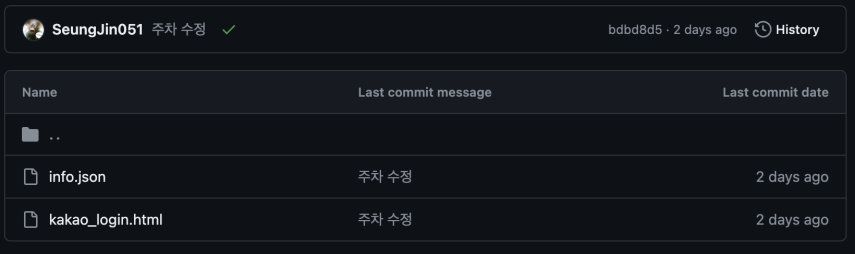 SeungJin051 주차 수정 bdbd8d5 · 2 days ago History
Name Last commit message Last commit date
..
info.json 주차 수정 2 days ago
kakao_login.html 주차 수정 2 days ago